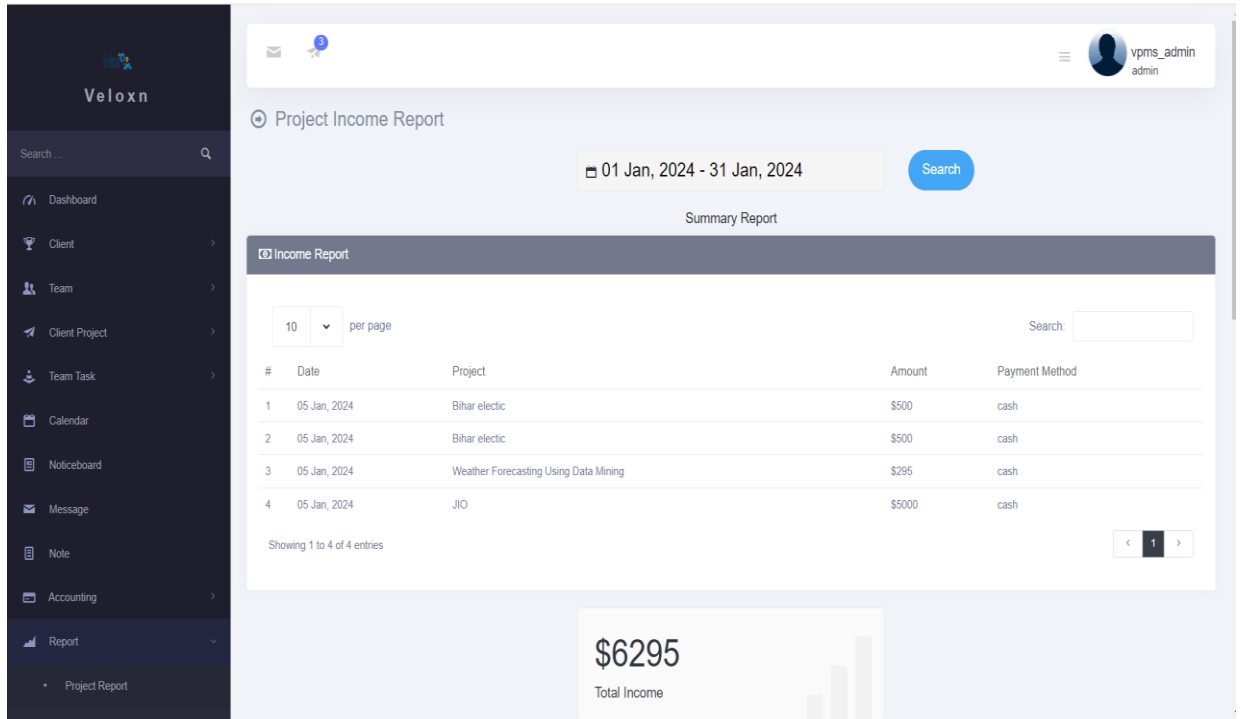 Veloxn
Search ...
Dashboard
Client
Team
Client Project
Team Task
Calendar
Noticeboard
Message
Note
Accounting
Report
Project Report
3
vpms_admin
admin
Project Income Report
01 Jan, 2024 - 31 Jan, 2024 Search
Summary Report
Income Report
10 per page Search:
# Date Project Amount Payment Method
1 05 Jan, 2024 Bihar electic $500 cash
2 05 Jan, 2024 Bihar electic $500 cash
3 05 Jan, 2024 Weather Forecasting Using Data Mining $295 cash
4 05 Jan, 2024 JIO $5000 cash
Showing 1 to 4 of 4 entries 1
$6295
Total Income